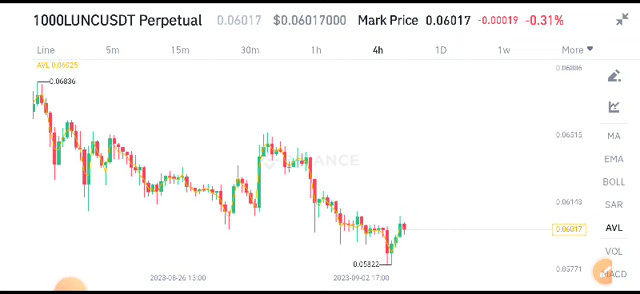 1000LUNCUSDT Perpetual 0.06017 $0.06017000 Mark Price 0.06017 -0.00019 -0.31%
Line 5m 15m 30m 1h 4h 1D 1w More
AVL 0.06025
0.06836
0.06886
0.06515
0.06143
0.06017
0.05771
0.05822
BINANCE
2023-08-26 13:00
2023-09-02 17:00
MA
EMA
BOLL
SAR
AVL
VOL
MACD